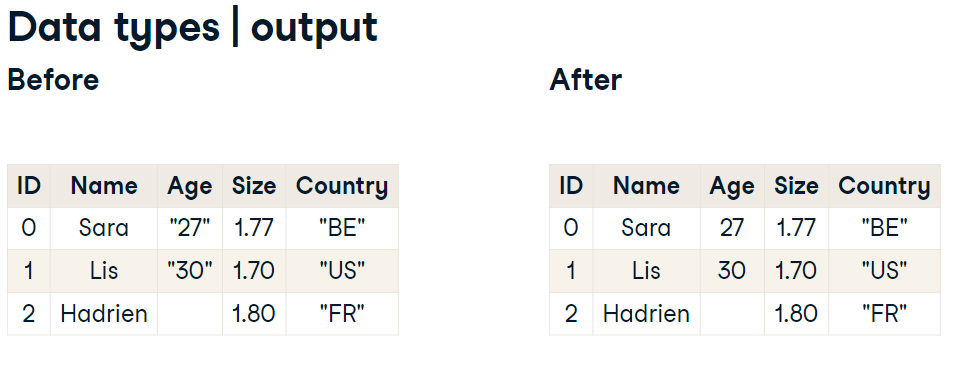 Data types | output
Before
After
ID Name Age Size Country
0 Sara "27" 1.77 "BE"
1 Lis "30" 1.70 "US"
2 Hadrien 1.80 "FR"
ID Name Age Size Country
0 Sara 27 1.77 "BE"
1 Lis 30 1.70 "US"
2 Hadrien 1.80 "FR"